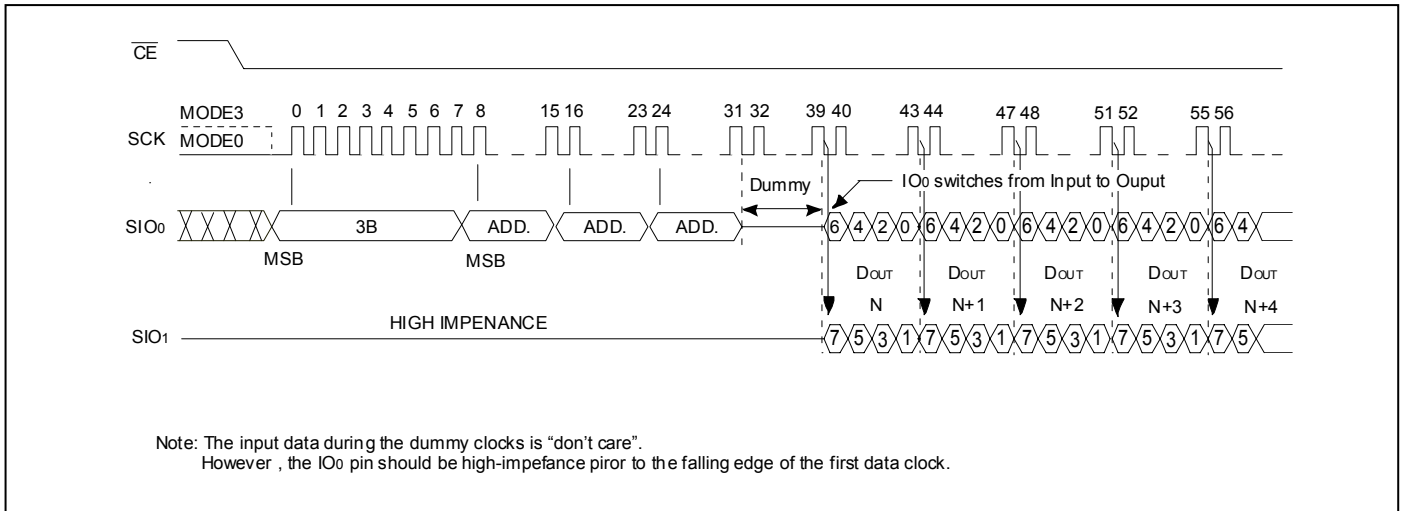 CE
MODE3 0 1 2 3 4 5 6 7 8 15 16 23 24 31 32 39 40 43 44 47 48 51 52 55 56
SCK MODE0
Dummy IO0 switches from Input to Ouput
SIO0 3B ADD. ADD. ADD. 6 4 2 0 6 4 2 0 6 4 2 0 6 4 2 0 6 4
MSB MSB
DOUT DOUT DOUT DOUT DOUT
N N+1 N+2 N+3 N+4
HIGH IMPENANCE
SIO1 7 5 3 1 7 5 3 1 7 5 3 1 7 5 3 1 7 5
Note: The input data during the dummy clocks is “don’t care”.
However , the IO0 pin should be high-impefance piror to the falling edge of the first data clock.